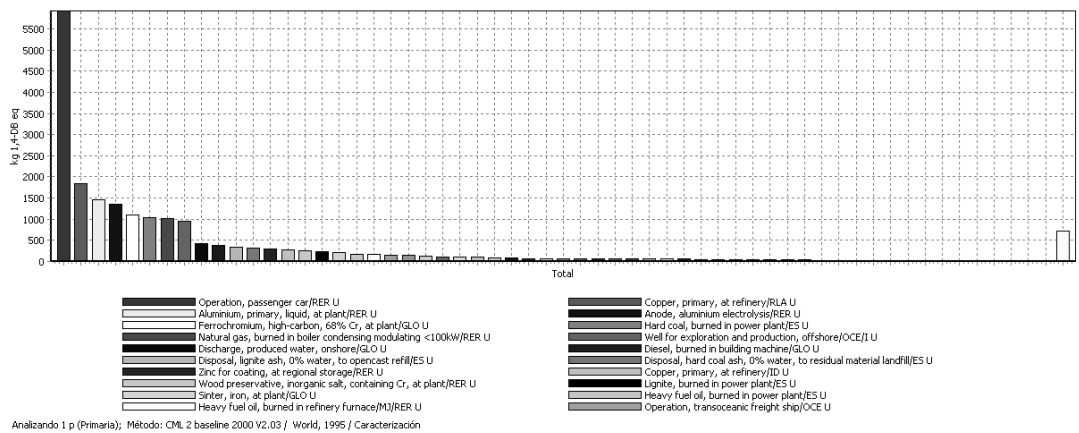 5500
5000
4500
4000
3500
3000
2500
2000
1500
1000
500
0
kg 1,4-DB eq
Total
Operation, passenger car/RER U
Copper, primary, at refinery/RLA U
Aluminium, primary, liquid, at plant/RER U
Anode, aluminium electrolysis/RER U
Ferrochromium, high-carbon, 68% Cr, at plant/GLO U
Hard coal, burned in power plant/ES U
Natural gas, burned in boiler condensing modulating <100kW/RER U
Well for exploration and production, offshore/OCE/I U
Discharge, produced water, onshore/GLO U
Diesel, burned in building machine/GLO U
Disposal, lignite ash, 0% water, to opencast refill/ES U
Disposal, hard coal ash, 0% water, to residual material landfill/ES U
Zinc for coating, at regional storage/RER U
Copper, primary, at refinery/ID U
Wood preservative, inorganic salt, containing Cr, at plant/RER U
Lignite, burned in power plant/ES U
Sinter, iron, at plant/GLO U
Heavy fuel oil, burned in power plant/ES U
Heavy fuel oil, burned in refinery furnace/MJ/RER U
Operation, transoceanic freight ship/OCE U
Analizando 1 p (Primaria); Método: CML 2 baseline 2000 V2.03 / World, 1995 / Caracterización